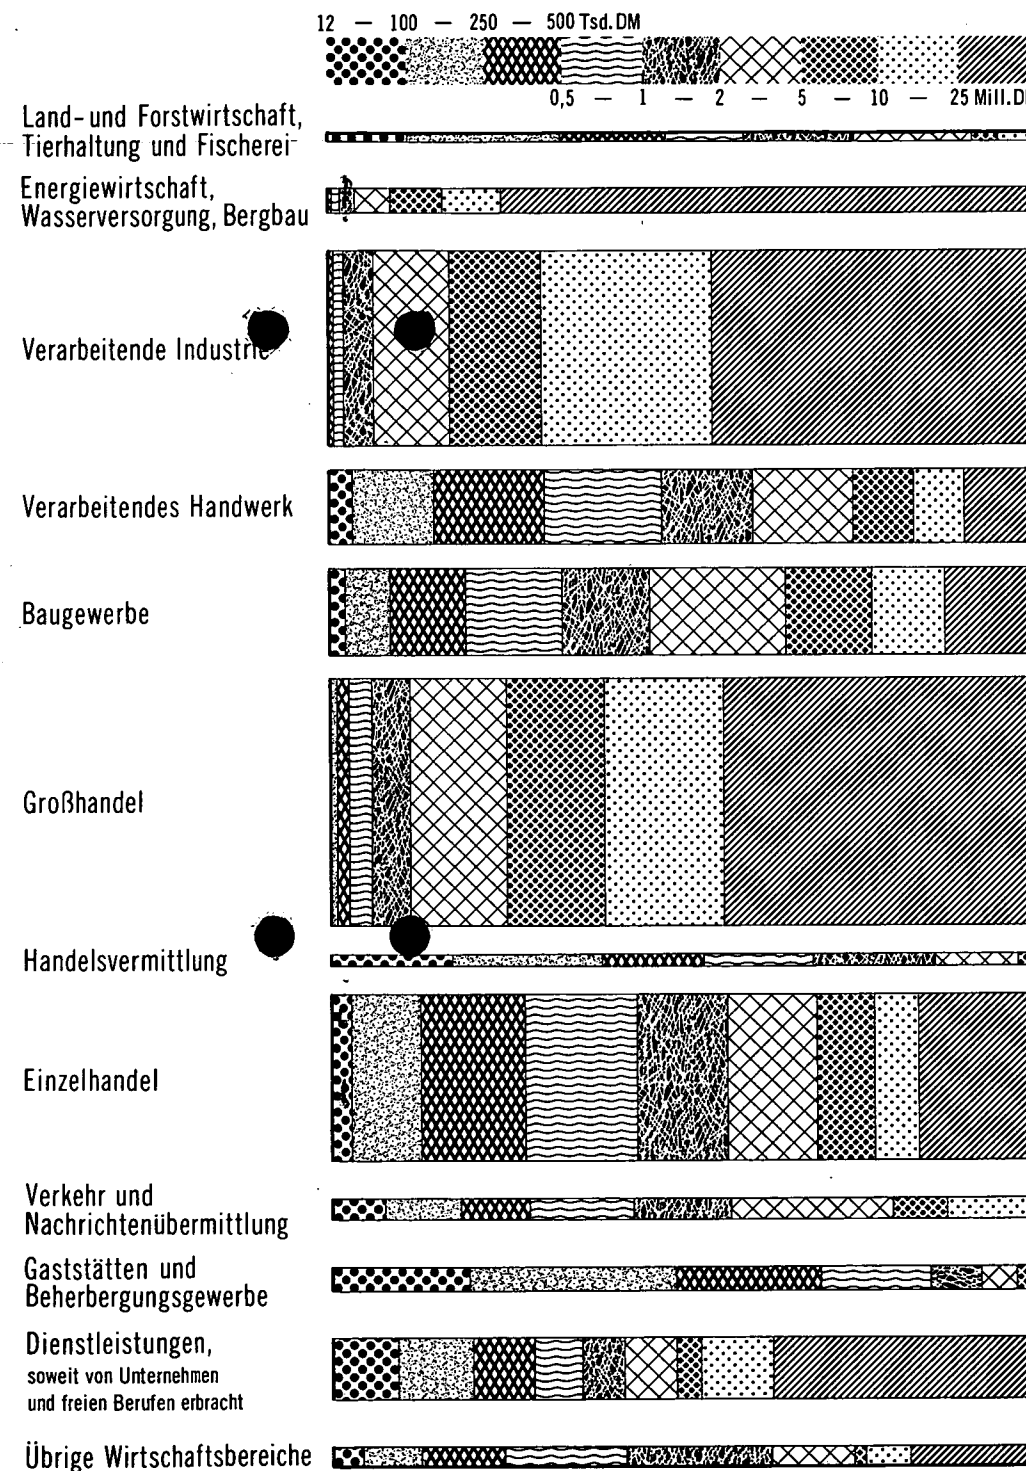 12 — 100 — 250 — 500 Tsd. DM
0,5 — 1 — 2 — 5 — 10 — 25 Mill.D
Land- und Forstwirtschaft,
Tierhaltung und Fischerei
Energiewirtschaft,
Wasserversorgung, Bergbau
Verarbeitende Industrie
Verarbeitendes Handwerk
Baugewerbe
Großhandel
Handelsvermittlung
Einzelhandel
Verkehr und
Nachrichtenübermittlung
Gaststätten und
Beherbergungsgewerbe
Dienstleistungen,
soweit von Unternehmen
und freien Berufen erbracht
Übrige Wirtschaftsbereiche